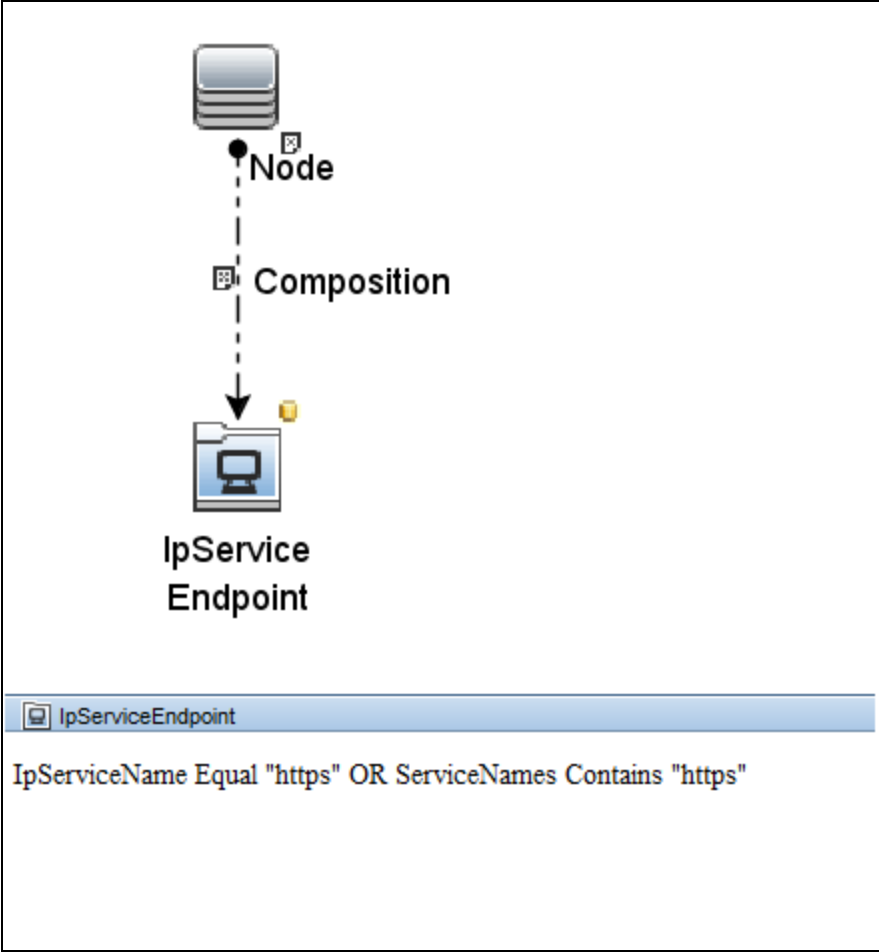 Node
Composition
IpService
Endpoint
IpServiceEndpoint
IpServiceName Equal "https" OR ServiceNames Contains "https"